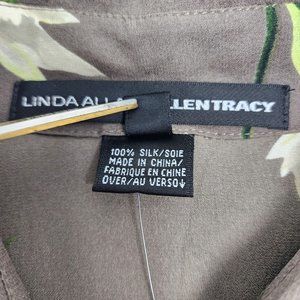 LINDA ALL LLENTRACY
100% SILK/SOIE
MADE IN CHINA/
FABRIQUE EN CHINE
OVER/AU VERSO↓